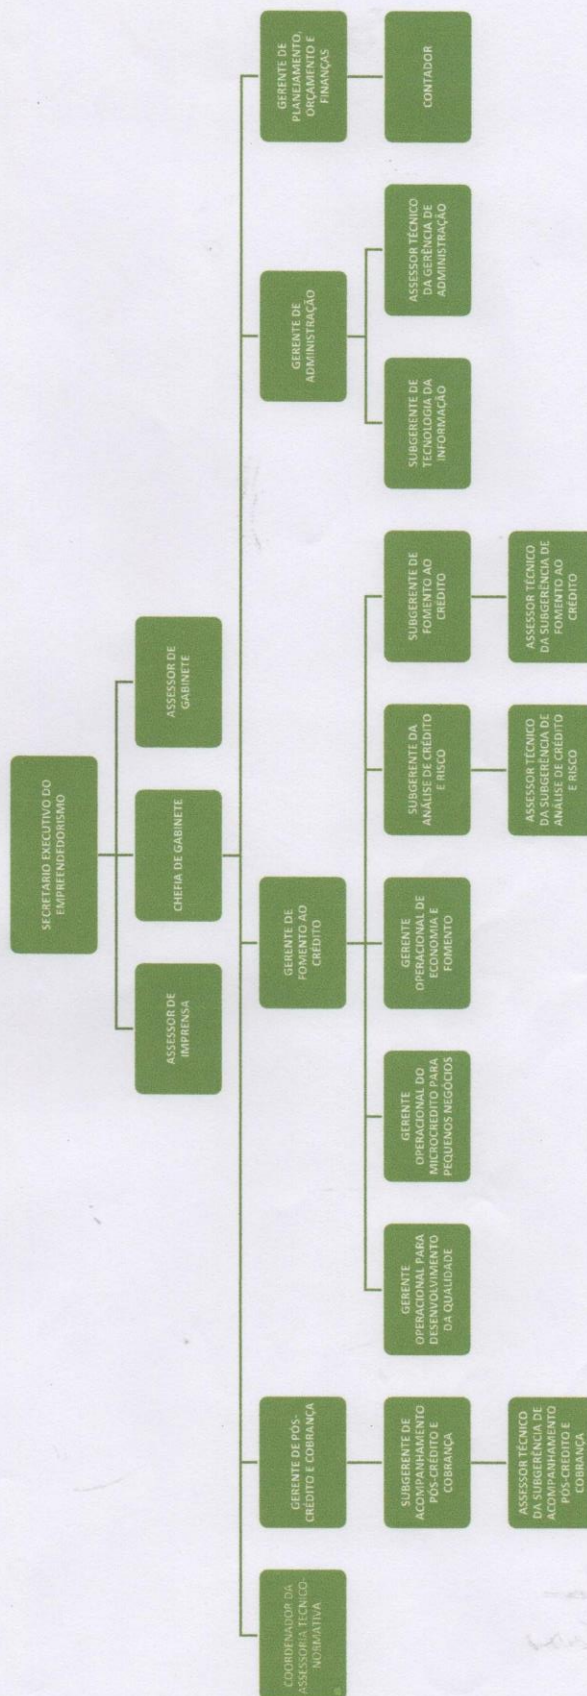 SECRETARIO EXECUTIVO DO
EMPREENDEDORISMO
ASSESSOR DE
IMPRENSA
CHEFIA DE GABINETE
ASSESSOR DE
GABINETE
COORDENADOR DA
ASSESSORIA TECNICO-
NORMATIVA
GERENTE DE PÓS-
CRÉDITO E COBRANÇA
GERENTE DE
FOMENTO AO
CRÉDITO
GERENTE DE
ADMINISTRAÇÃO
GERENTE DE
PLANEJAMENTO,
ORÇAMENTO E
FINANÇAS
SUBGERENTE DE
ACOMPANHAMENTO
PÓS-CRÉDITO E
COBRANÇA
GERENTE
OPERACIONAL PARA
DESENVOLVIMENTO
DA QUALIDADE
GERENTE
OPERACIONAL DO
MICROCREDITO PARA
PEQUENOS NEGÓCIOS
GERENTE
OPERACIONAL DE
ECONOMIA E
FOMENTO
SUBGERENTE DA
ANÁLISE DE CRÉDITO
E RISCO
SUBGERENTE DE
FOMENTO AO
CRÉDITO
SUBGERENTE DE
TECNOLOGIA DA
INFORMAÇÃO
ASSESSOR TÉCNICO
DA GERÊNCIA DE
ADMINISTRAÇÃO
CONTADOR
ASSESSOR TÉCNICO
DA SUBGERÊNCIA DE
ACOMPANHAMENTO
PÓS-CREDITO E
COBRANÇA
ASSESSOR TÉCNICO
DA SUBGERÊNCIA DE
ANÁLISE DE CRÉDITO
E RISCO
ASSESSOR TÉCNICO
DA SUBGERÊNCIA DE
FOMENTO AO
CRÉDITO